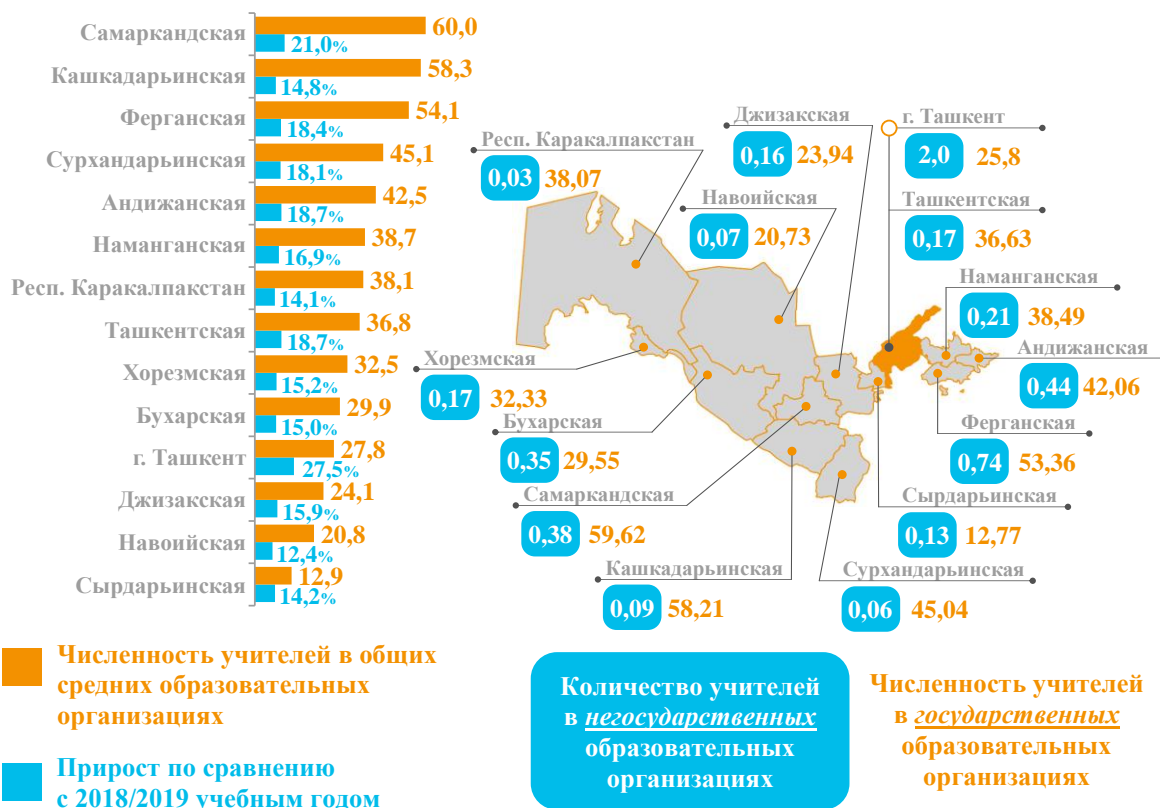 Самаркандская
60,0
21,0%
Кашкадарьинская
58,3
14,8%
Ферганская
54,1
18,4%
Сурхандарьинская
45,1
18,1%
Андижанская
42,5
18,7%
Наманганская
38,7
16,9%
Респ. Каракалпакстан
38,1
14,1%
Ташкентская
36,8
18,7%
Хорезмская
32,5
15,2%
Бухарская
29,9
15,0%
г. Ташкент
27,8
27,5%
Джизакская
24,1
15,9%
Навоийская
20,8
12,4%
Сырдарьинская
12,9
14,2%
Респ. Каракалпакстан
0,03 38,07
Джизакская
0,16 23,94
г. Ташкент
2,0 25,8
Навоийская
0,07 20,73
Ташкентская
0,17 36,63
Наманганская
0,21 38,49
Андижанская
0,44 42,06
Хорезмская
0,17 32,33
Бухарская
0,35 29,55
Ферганская
0,74 53,36
Самаркандская
0,38 59,62
Сырдарьинская
0,13 12,77
Кашкадарьинская
0,09 58,21
Сурхандарьинская
0,06 45,04
Численность учителей в общих
средних образовательных
организациях
Прирост по сравнению
с 2018/2019 учебным годом
Количество учителей
в негосударственных
образовательных
организациях
Численность учителей
в государственных
образовательных
организациях